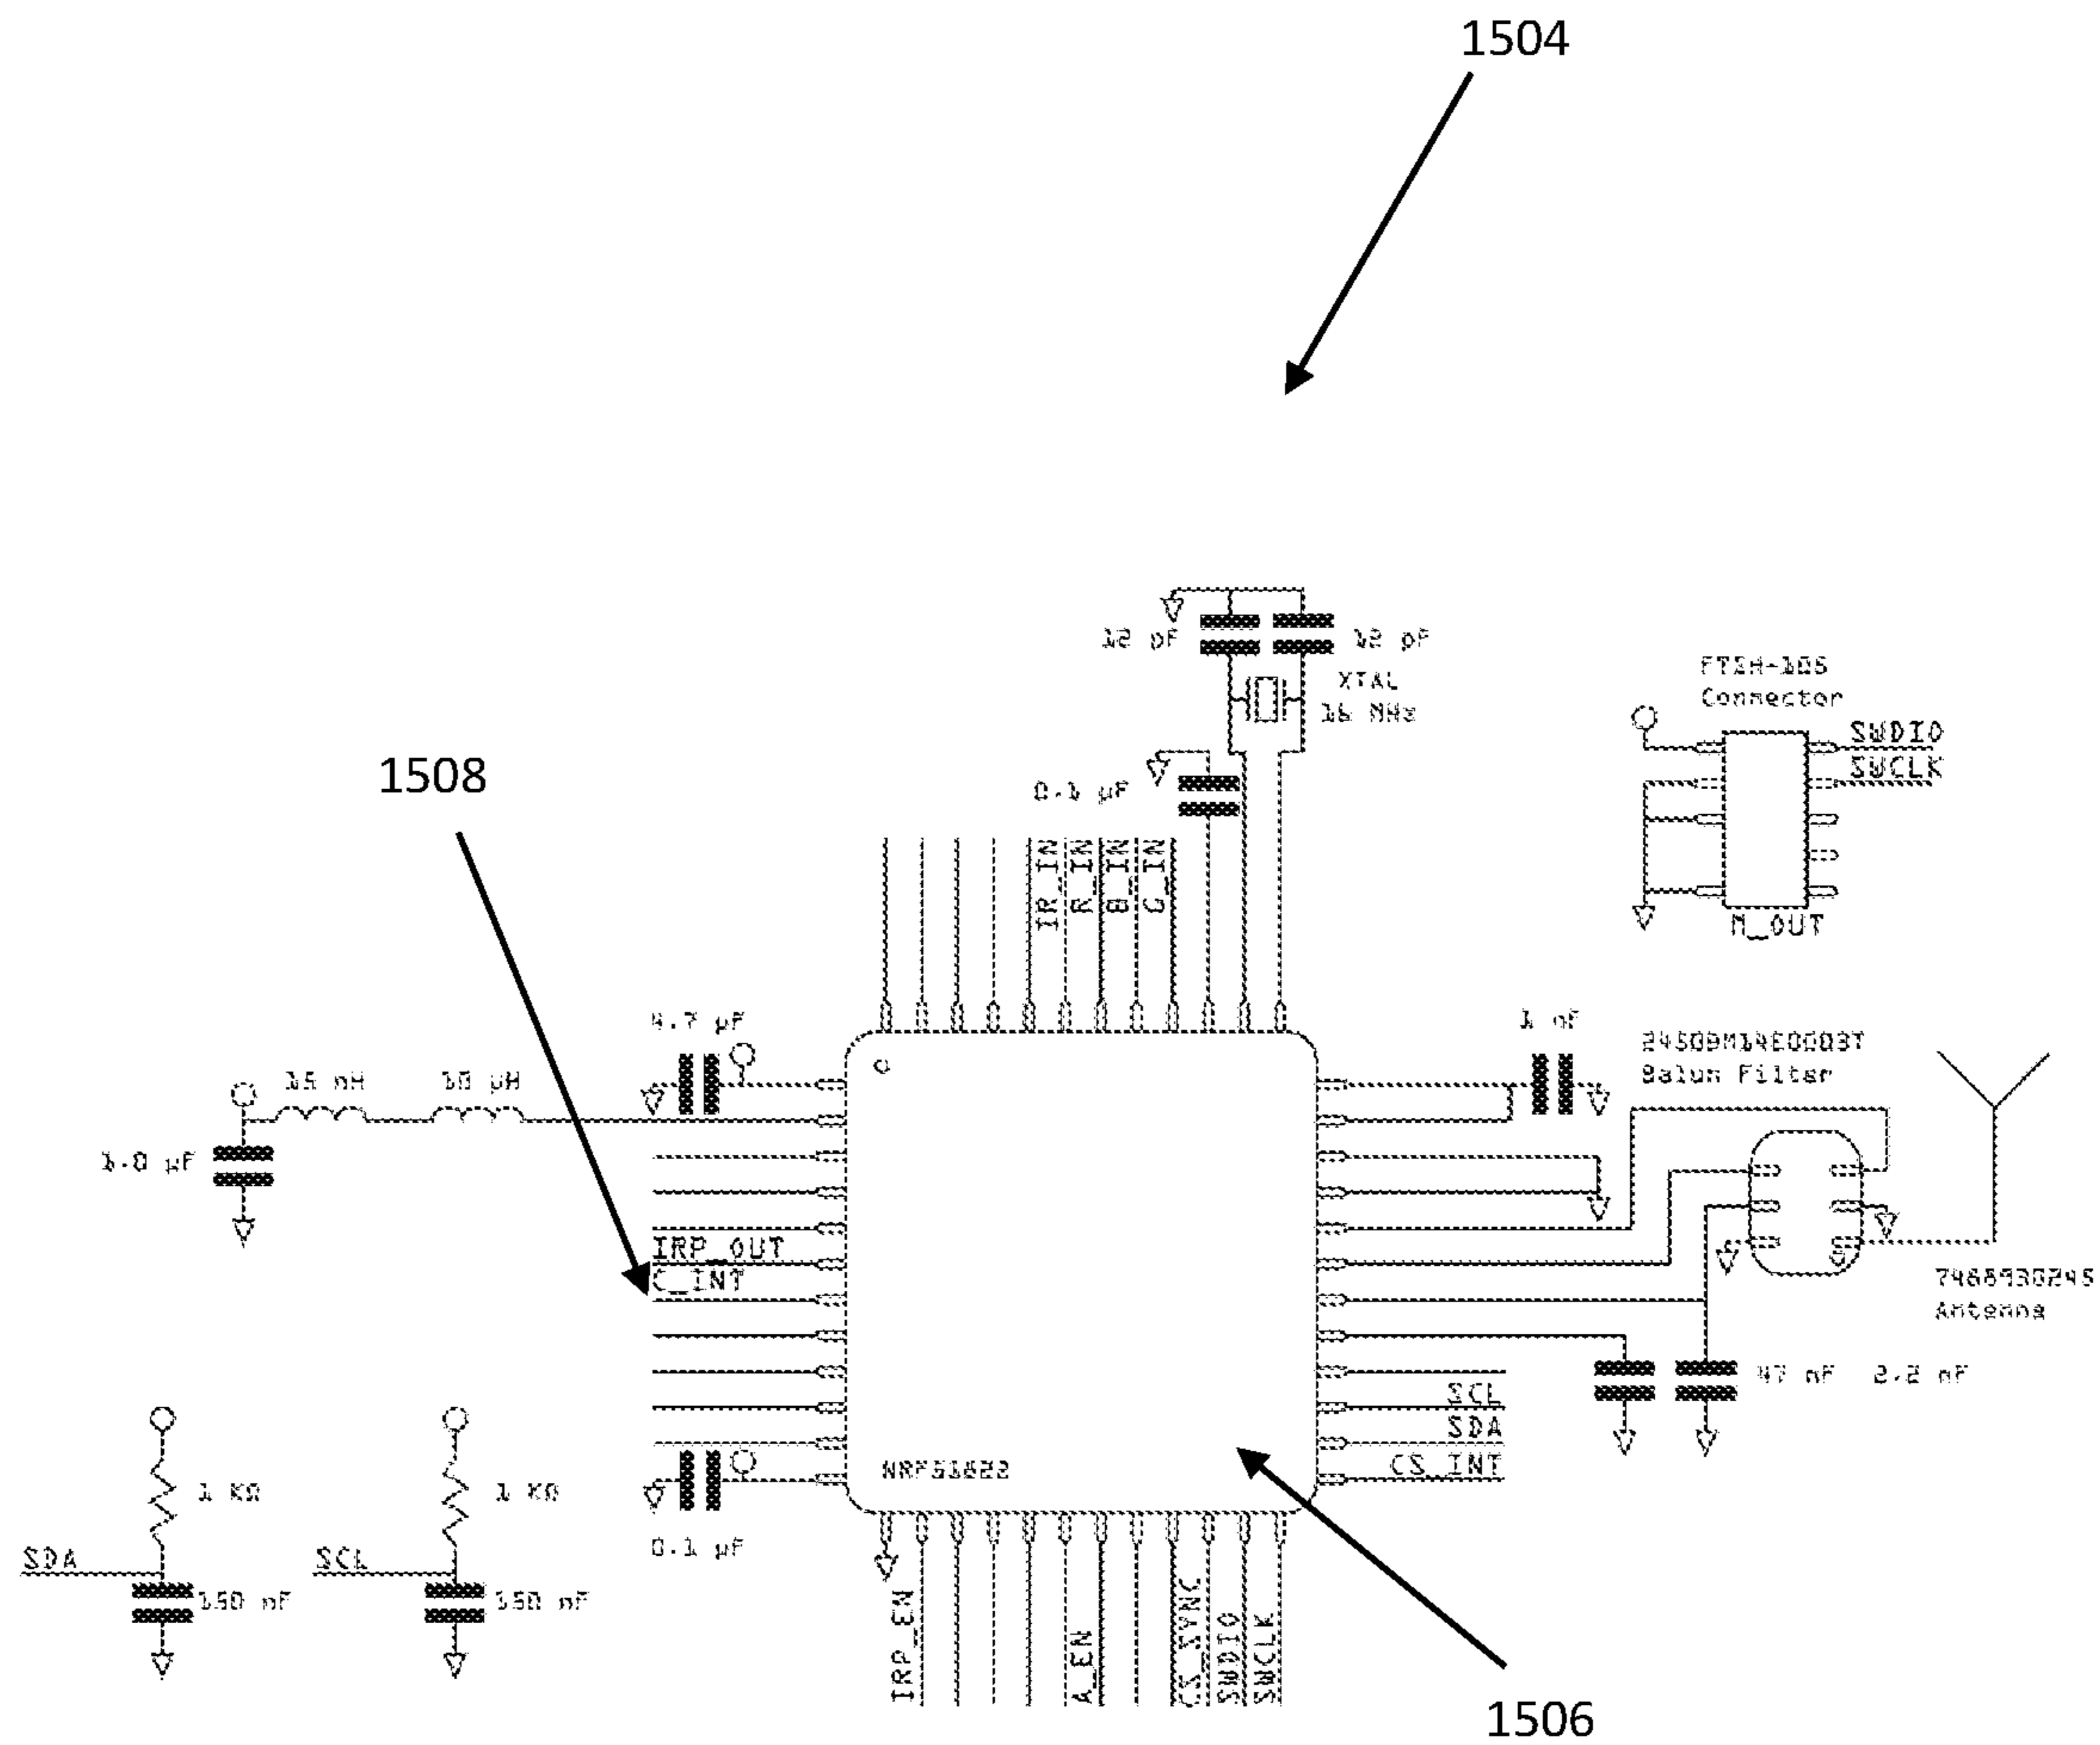 1504
12 pF
12 pF
XTAL
16 MHz
FTSH-105
Connector
SWDIO
SWCLK
M_OUT
1508
0.1 µF
IR_IN
R_IN
B_IN
G_IN
4.7 µF
1 nF
Balun Filter
15 nH
10 µH
1.0 µF
IRP_OUT
C_INT
Antenna
47 nF
2.2 nF
SCL
SDA
CS_INT
NRF51822
1 KΩ
1 KΩ
0.1 µF
SDA
SCL
150 nF
150 nF
IRP_EN
A_EN
CS_SYNC
SWDIO
SWCLK
1506